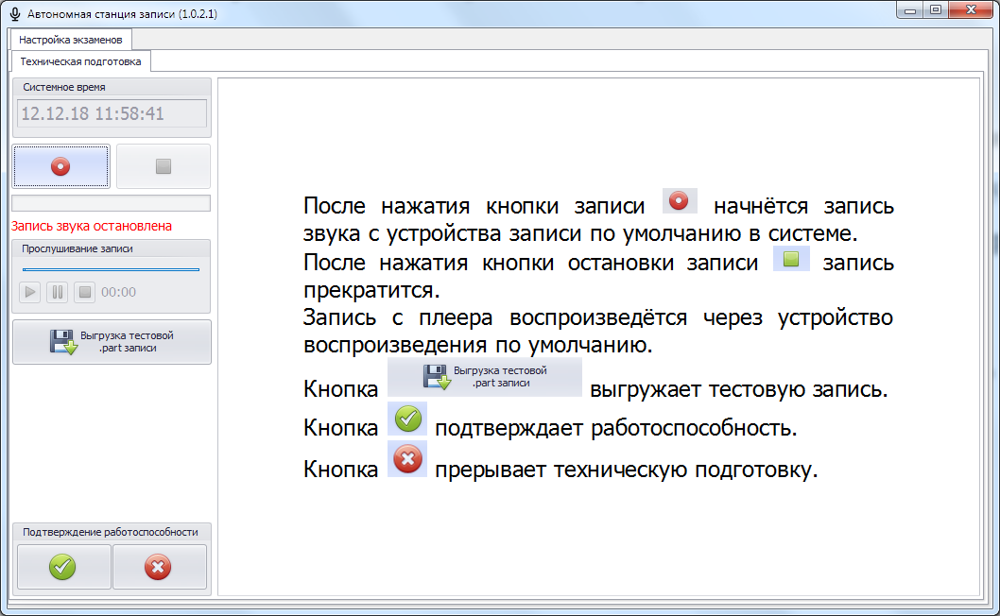 Автономная станция записи (1.0.2.1)
Настройка экзаменов
Техническая подготовка
Системное время
12.12.18 11:58:41
Запись звука остановлена
Прослушивание записи
00:00
Выгрузка тестовой
.part записи
Подтверждение работоспособности
После нажатия кнопки записи начнётся запись
звука с устройства записи по умолчанию в системе.
После нажатия кнопки остановки записи запись
прекратится.
Запись с плеера воспроизведётся через устройство
воспроизведения по умолчанию.
Кнопка Выгрузка тестовой .part записи выгружает тестовую запись.
Кнопка подтверждает работоспособность.
Кнопка прерывает техническую подготовку.